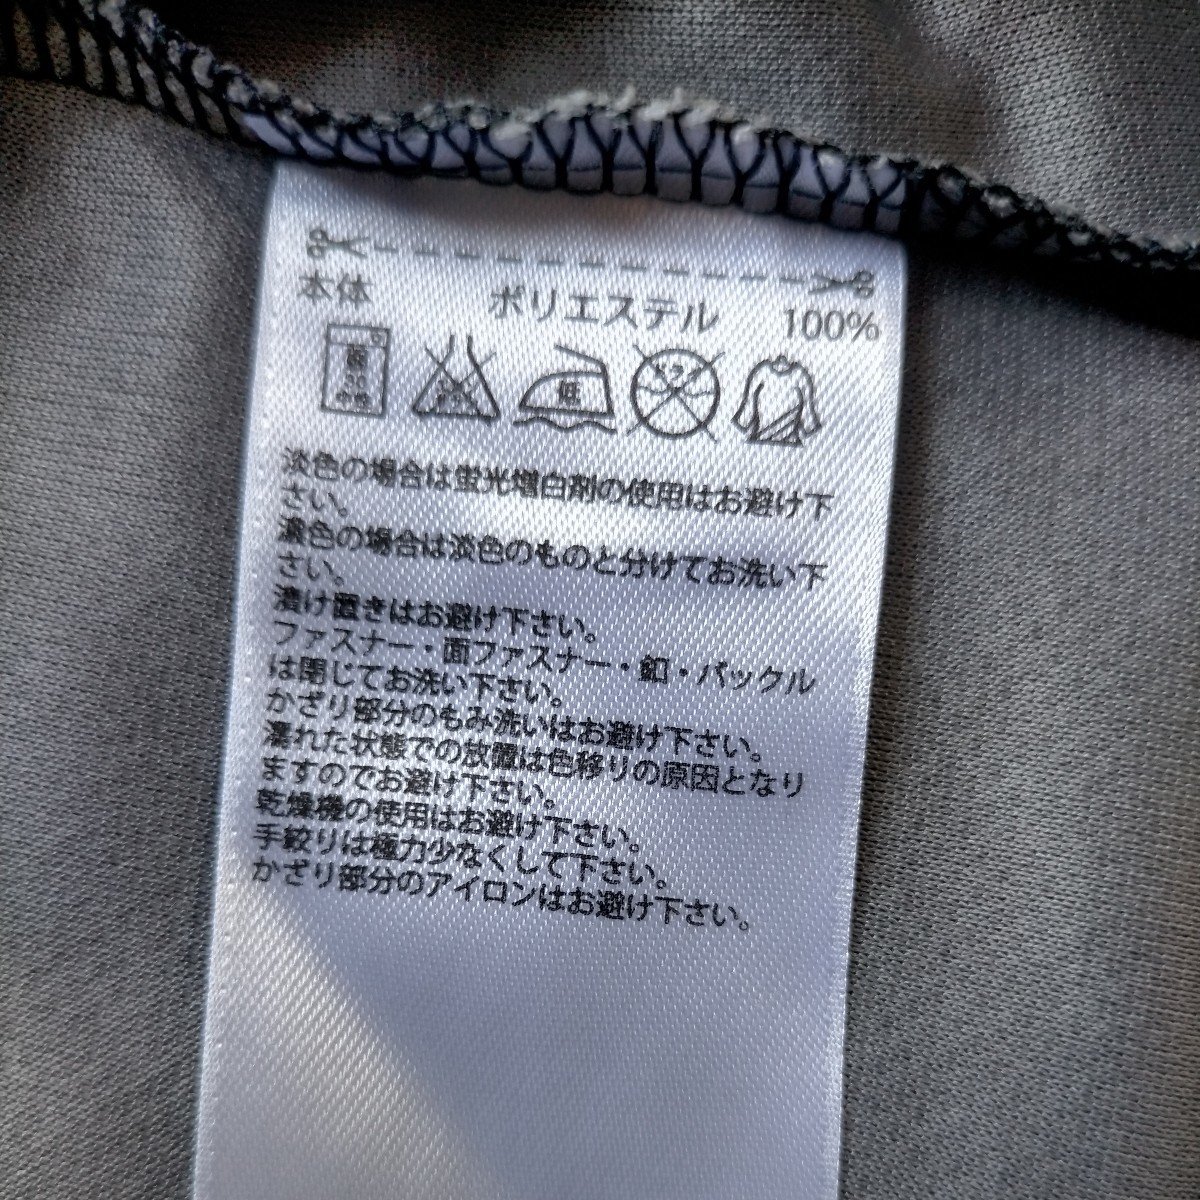 本体 ポリエステル 100%
低
淡色の場合は蛍光増白剤の使用はお避け下
さい。
濃色の場合は淡色のものと分けてお洗い下
さい。
漬け置きはお避け下さい。
ファスナー・面ファスナー・釦・バックル
は閉じてお洗い下さい。
かざり部分のもみ洗いはお避け下さい。
濡れた状態での放置は色移りの原因となり
ますのでお避け下さい。
乾燥機の使用はお避け下さい。
手絞りは極力少なくして下さい。
かざり部分のアイロンはお避け下さい。